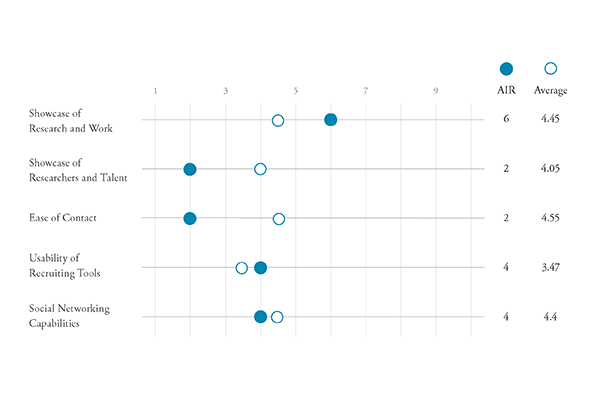 AIR Average
1 3 5 7 9
Showcase of
Research and Work 6 4.45
Showcase of
Researchers and Talent 2 4.05
Ease of Contact 2 4.55
Usability of
Recruiting Tools 4 3.47
Social Networking
Capabilities 4 4.4